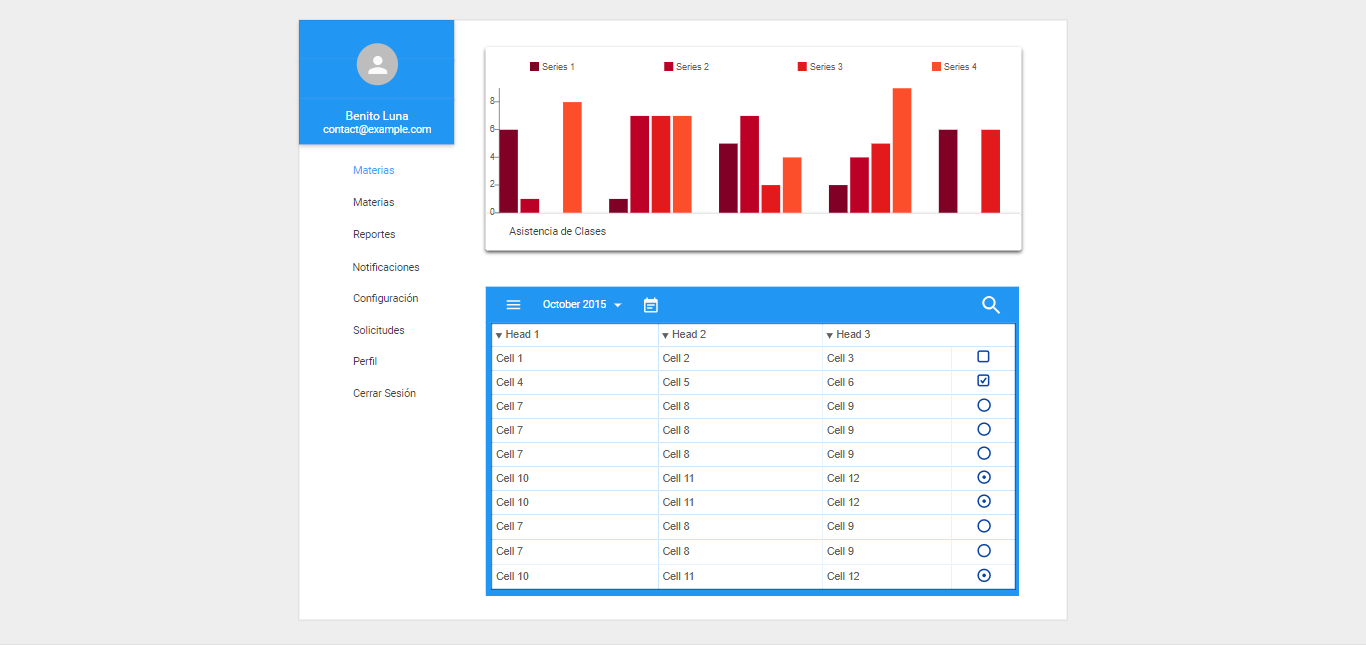 Benito Luna
contact@example.com
Materias
Materias
Reportes
Notificaciones
Configuración
Solicitudes
Perfil
Cerrar Sesión
Series 1 Series 2 Series 3 Series 4
8
6
4
2
0
Asistencia de Clases
October 2015
Head 1 Head 2 Head 3
Cell 1 Cell 2 Cell 3
Cell 4 Cell 5 Cell 6
Cell 7 Cell 8 Cell 9
Cell 7 Cell 8 Cell 9
Cell 7 Cell 8 Cell 9
Cell 10 Cell 11 Cell 12
Cell 10 Cell 11 Cell 12
Cell 7 Cell 8 Cell 9
Cell 7 Cell 8 Cell 9
Cell 10 Cell 11 Cell 12